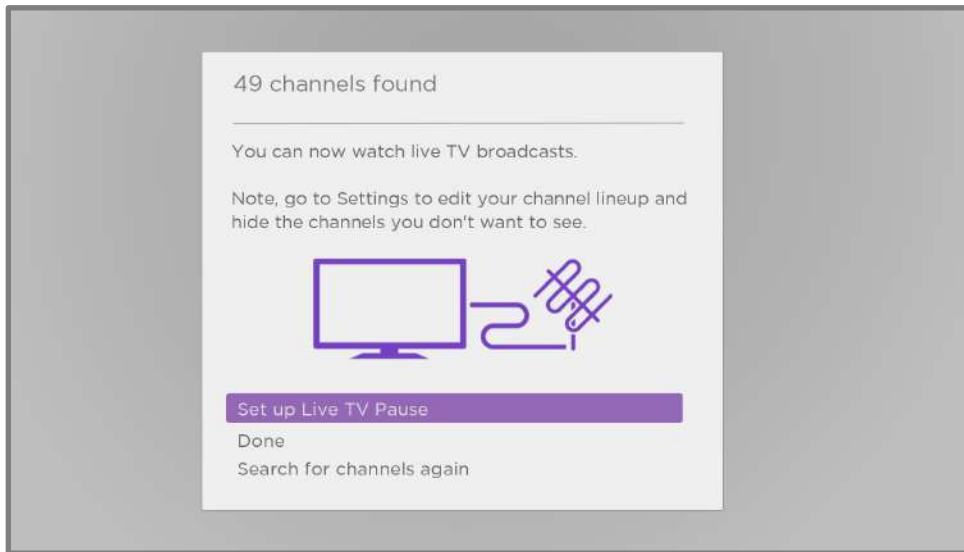 49 channels found
You can now watch live TV broadcasts.
Note, go to Settings to edit your channel lineup and
hide the channels you don't want to see.
Set up Live TV Pause
Done
Search for channels again